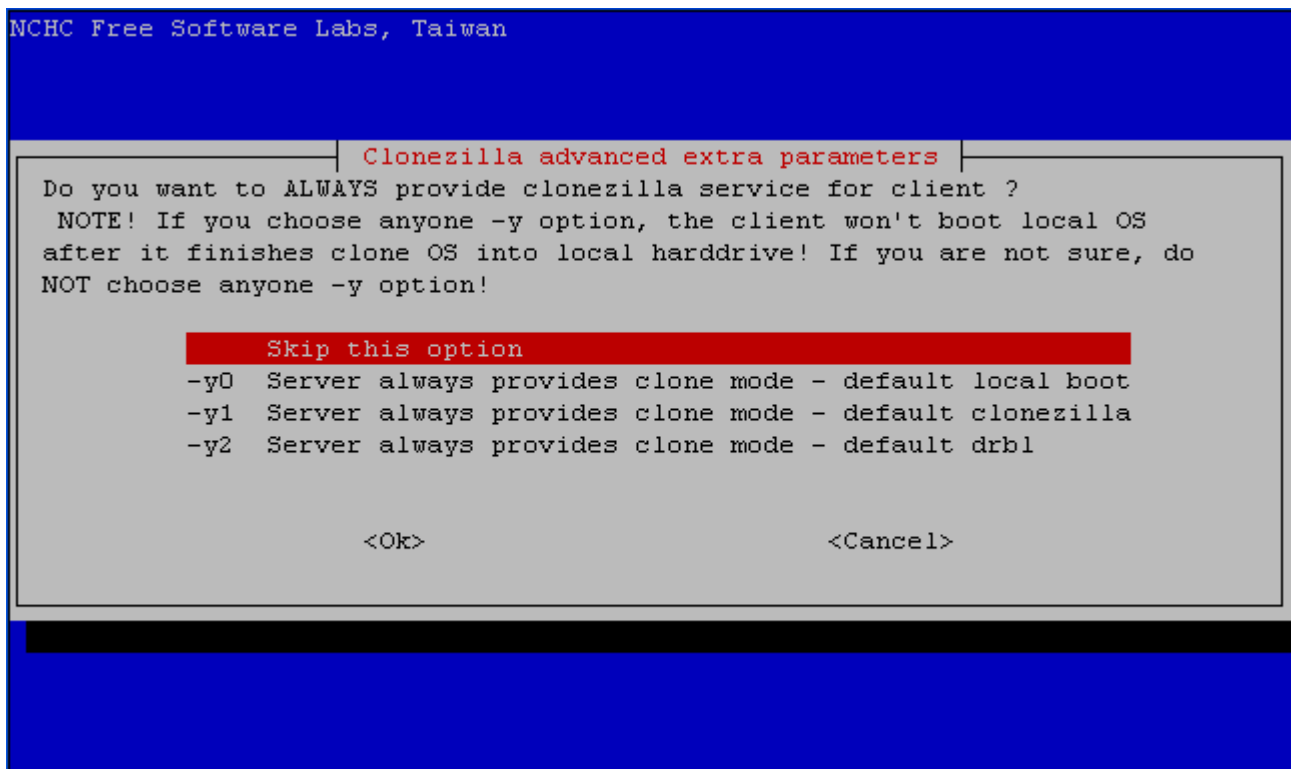 NCHC Free Software Labs, Taiwan
Clonezilla advanced extra parameters
Do you want to ALWAYS provide clonezilla service for client ?
NOTE! If you choose anyone -y option, the client won't boot local OS
after it finishes clone OS into local harddrive! If you are not sure, do
NOT choose anyone -y option!
Skip this option
-y0 Server always provides clone mode - default local boot
-y1 Server always provides clone mode - default clonezilla
-y2 Server always provides clone mode - default drbl
<Ok> <Cancel>